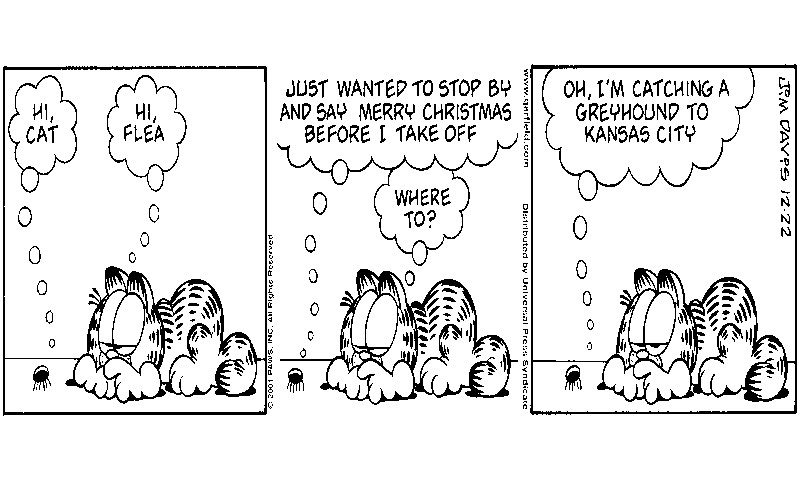 HI,
CAT
HI,
FLEA
© 2001 PAWS, INC. All Rights Reserved
JUST WANTED TO STOP BY
AND SAY MERRY CHRISTMAS
BEFORE I TAKE OFF
WHERE
TO?
www.garfield.com
Distributed by Universal Press Syndicate
OH, I'M CATCHING A
GREYHOUND TO
KANSAS CITY
JIM DAVIS 12-22